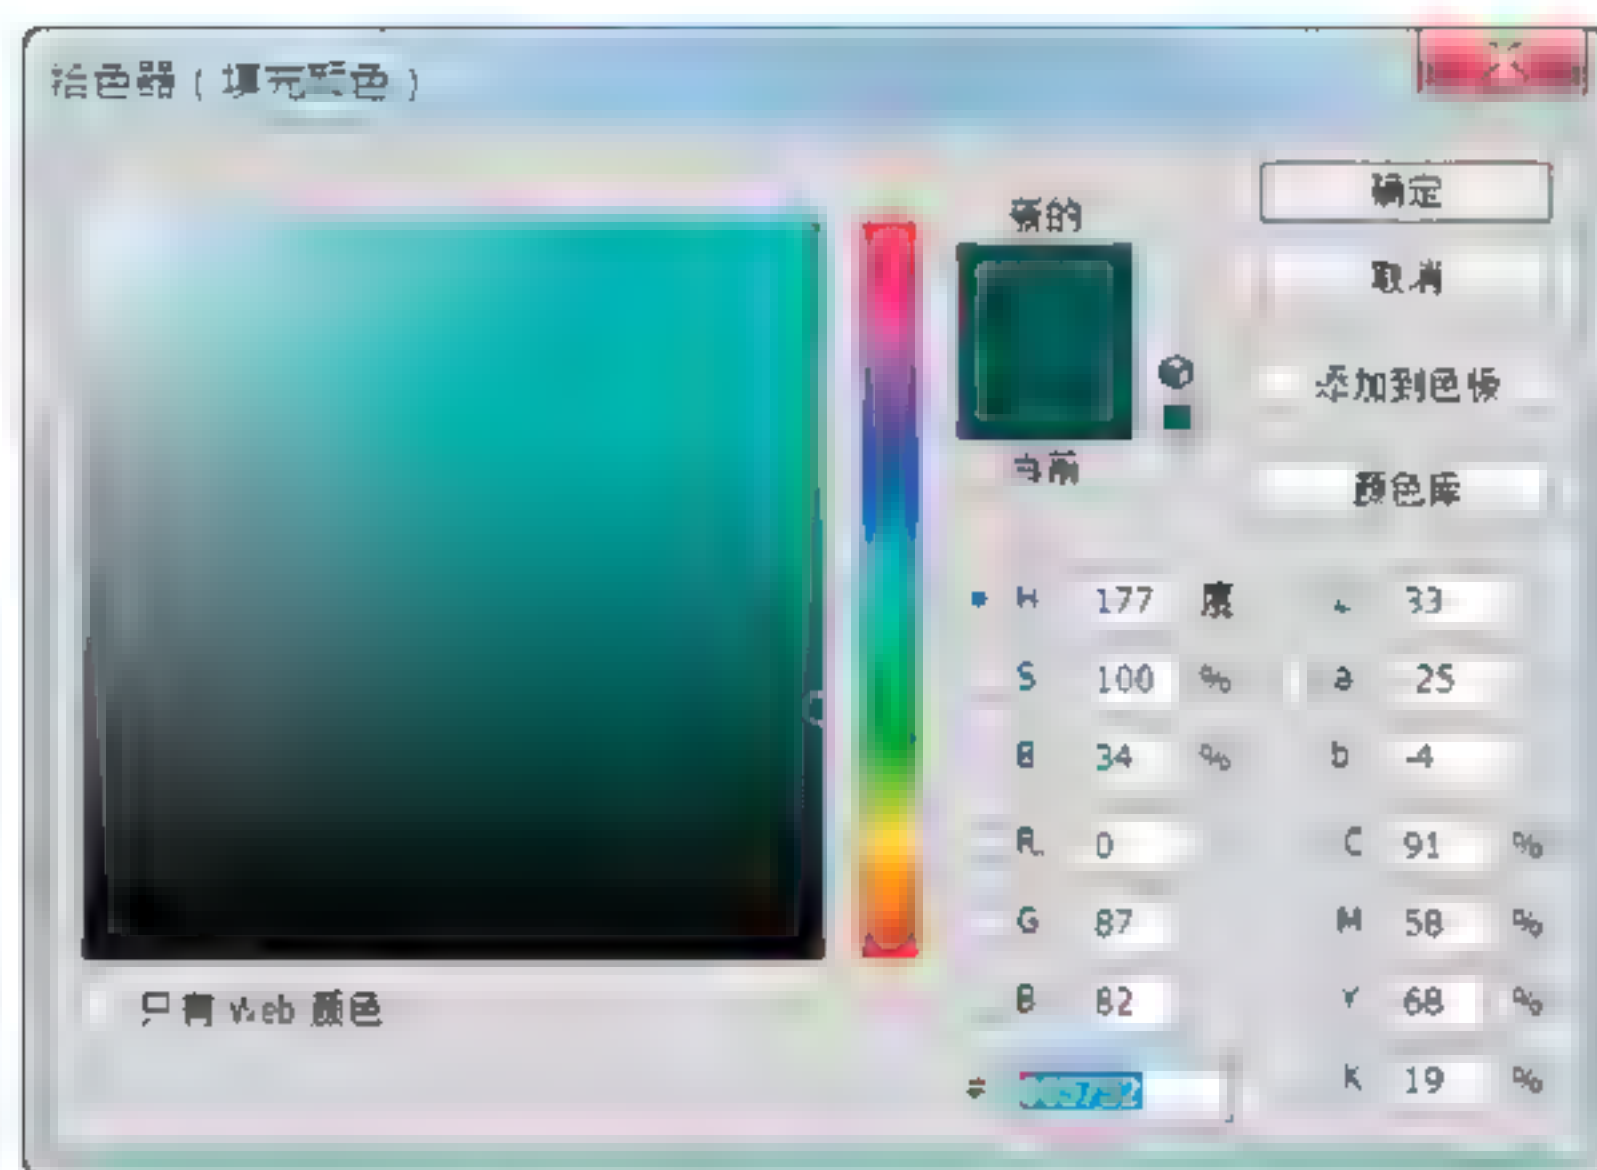 拾色器 ( 填充颜色 )
新的
当前
确定
取消
添加到色板
颜色库
H 177 度
S 100 %
B 34 %
R 0
G 87
B 82
# 005752
L 33
a -25
b -4
C 91 %
M 58 %
Y 68 %
K 19 %
只有 Web 颜色